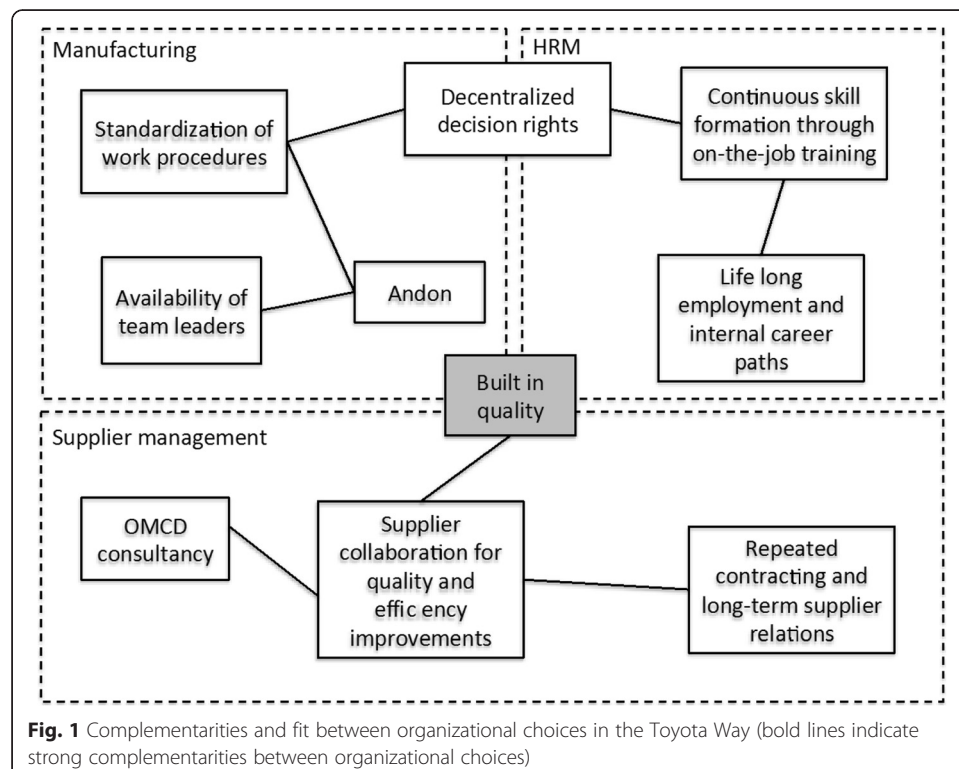 Manufacturing
HRM
Decentralized
decision rights
Standardization of
work procedures
Continuous skill
formation through
on-the-job training
Availability of
team leaders
Andon
Life long
employment and
internal career
paths
Built in
quality
Supplier management
OMCD
consultancy
Supplier
collaboration for
quality and
effic ency
improvements
Repeated
contracting and
long-term supplier
relations
Fig. 1 Complementarities and fit between organizational choices in the Toyota Way (bold lines indicate
strong complementarities between organizational choices)